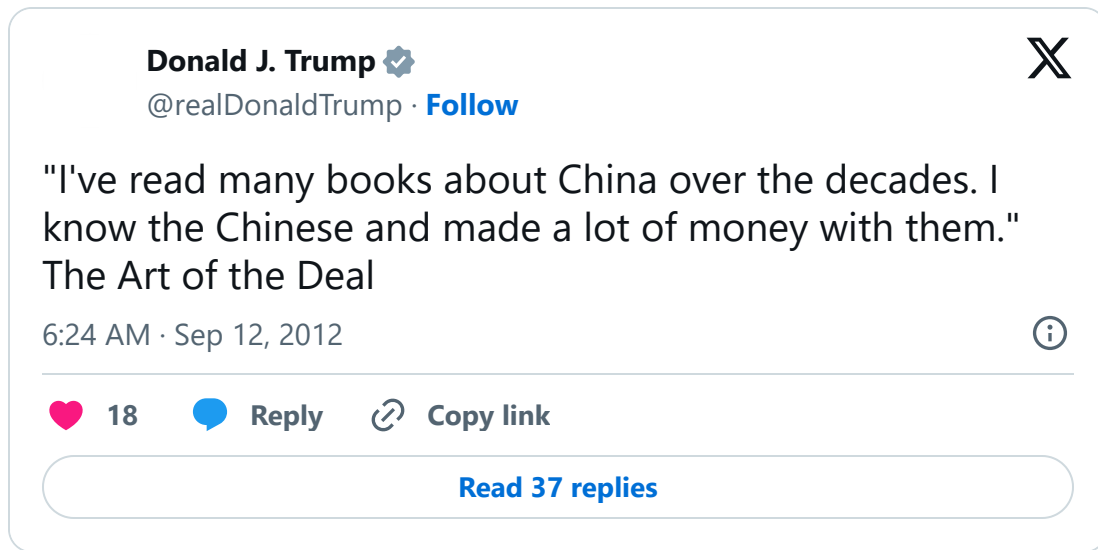 Donald J. Trump
@realDonaldTrump · Follow
"I've read many books about China over the decades. I
know the Chinese and made a lot of money with them."
The Art of the Deal
6:24 AM · Sep 12, 2012
18 Reply Copy link
Read 37 replies